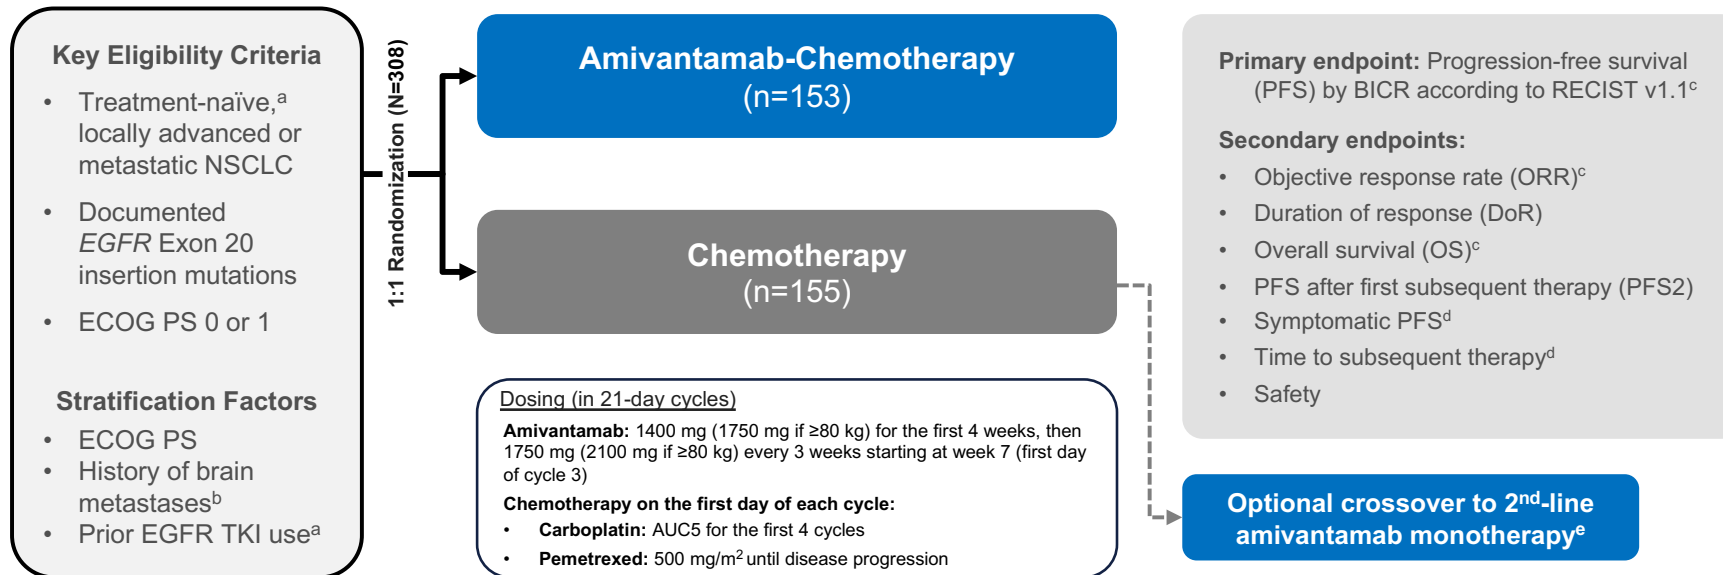 Key Eligibility Criteria
• Treatment-naïve,ᵃ
locally advanced or
metastatic NSCLC
• Documented
EGFR Exon 20
insertion mutations
• ECOG PS 0 or 1
Stratification Factors
• ECOG PS
• History of brain
metastasesᵇ
• Prior EGFR TKI useᵃ
1:1 Randomization (N=308)
Amivantamab-Chemotherapy
(n=153)
Chemotherapy
(n=155)
Dosing (in 21-day cycles)
Amivantamab: 1400 mg (1750 mg if ≥80 kg) for the first 4 weeks, then
1750 mg (2100 mg if ≥80 kg) every 3 weeks starting at week 7 (first day
of cycle 3)
Chemotherapy on the first day of each cycle:
• Carboplatin: AUC5 for the first 4 cycles
• Pemetrexed: 500 mg/m² until disease progression
Primary endpoint: Progression-free survival
(PFS) by BICR according to RECIST v1.1ᶜ
Secondary endpoints:
• Objective response rate (ORR)ᶜ
• Duration of response (DoR)
• Overall survival (OS)ᶜ
• PFS after first subsequent therapy (PFS2)
• Symptomatic PFSᵈ
• Time to subsequent therapyᵈ
• Safety
Optional crossover to 2ⁿᵈ-line
amivantamab monotherapyᵉ